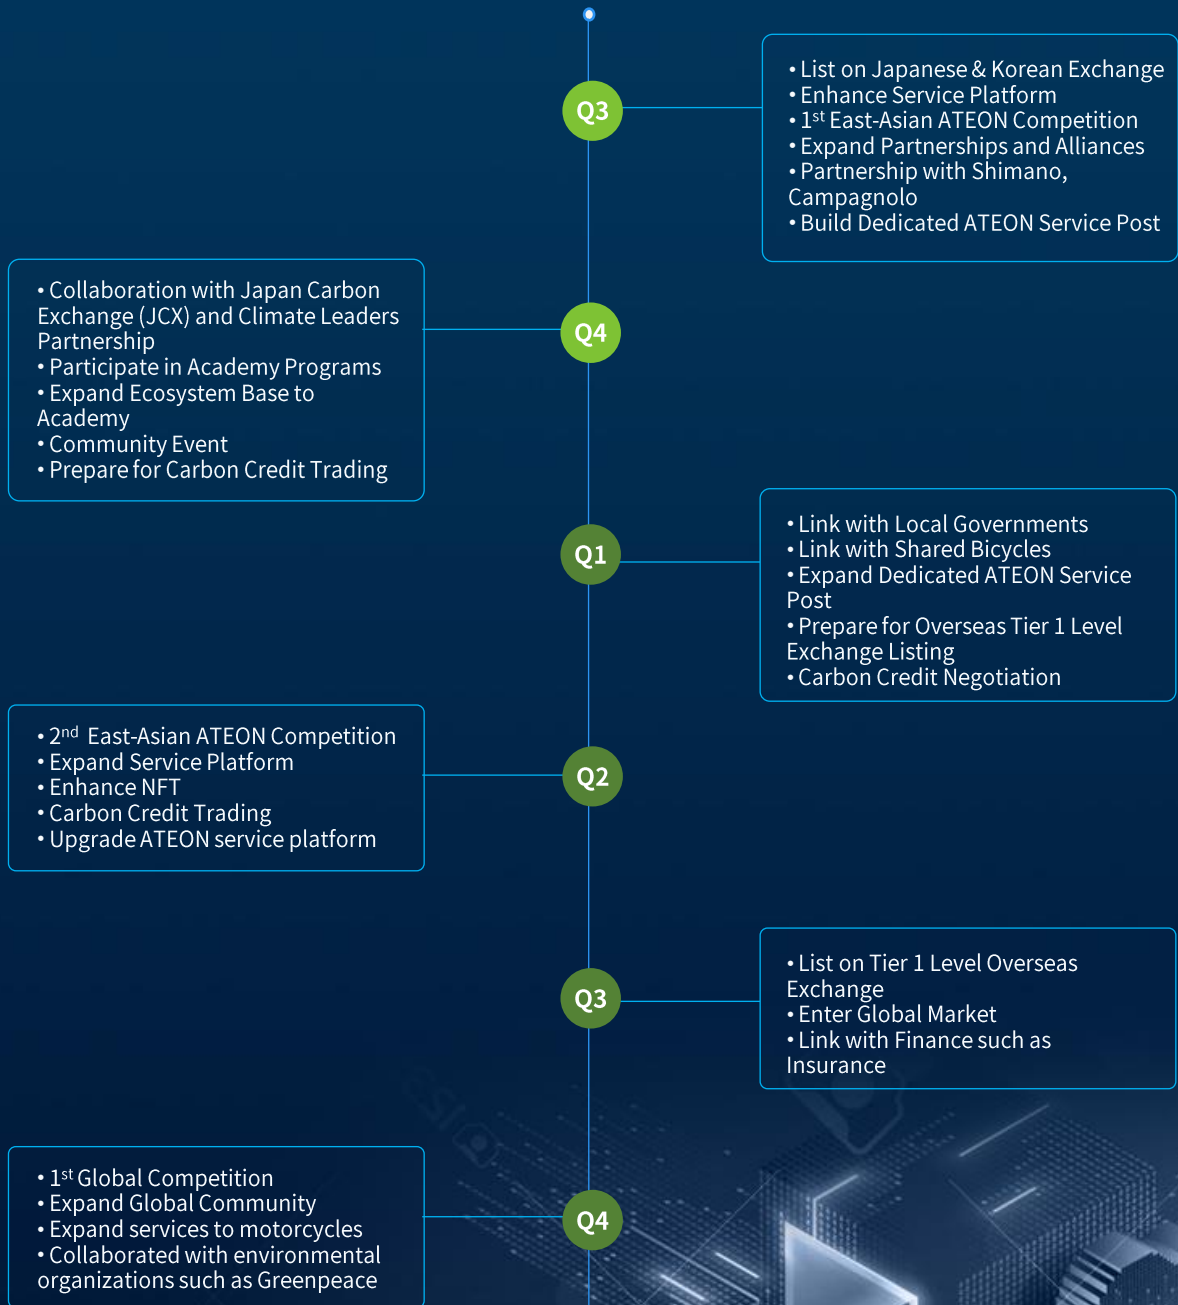 Q3
• List on Japanese & Korean Exchange
• Enhance Service Platform
• 1st East-Asian ATEON Competition
• Expand Partnerships and Alliances
• Partnership with Shimano,
Campagnolo
• Build Dedicated ATEON Service Post
Q4
• Collaboration with Japan Carbon
Exchange (JCX) and Climate Leaders
Partnership
• Participate in Academy Programs
• Expand Ecosystem Base to
Academy
• Community Event
• Prepare for Carbon Credit Trading
Q1
• Link with Local Governments
• Link with Shared Bicycles
• Expand Dedicated ATEON Service
Post
• Prepare for Overseas Tier 1 Level
Exchange Listing
• Carbon Credit Negotiation
Q2
• 2nd East-Asian ATEON Competition
• Expand Service Platform
• Enhance NFT
• Carbon Credit Trading
• Upgrade ATEON service platform
Q3
• List on Tier 1 Level Overseas
Exchange
• Enter Global Market
• Link with Finance such as
Insurance
Q4
• 1st Global Competition
• Expand Global Community
• Expand services to motorcycles
• Collaborated with environmental
organizations such as Greenpeace